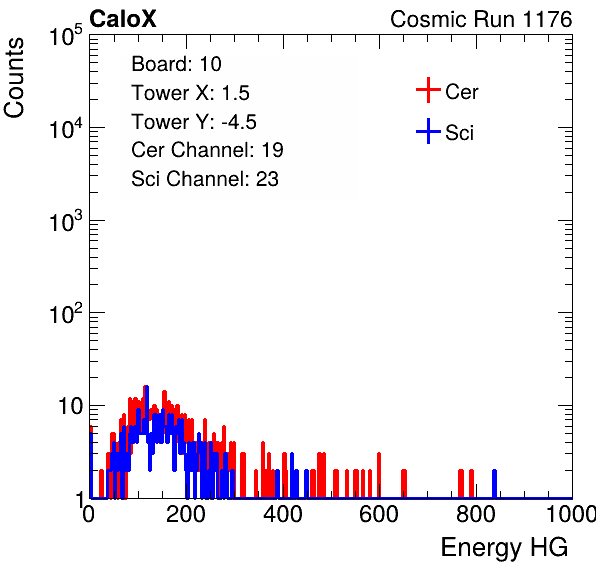 CaloX Cosmic Run 1176
Counts
10^5
10^4
10^3
10^2
10
1
Board: 10
Tower X: 1.5
Tower Y: -4.5
Cer Channel: 19
Sci Channel: 23
Cer
Sci
0 200 400 600 800 1000
Energy HG